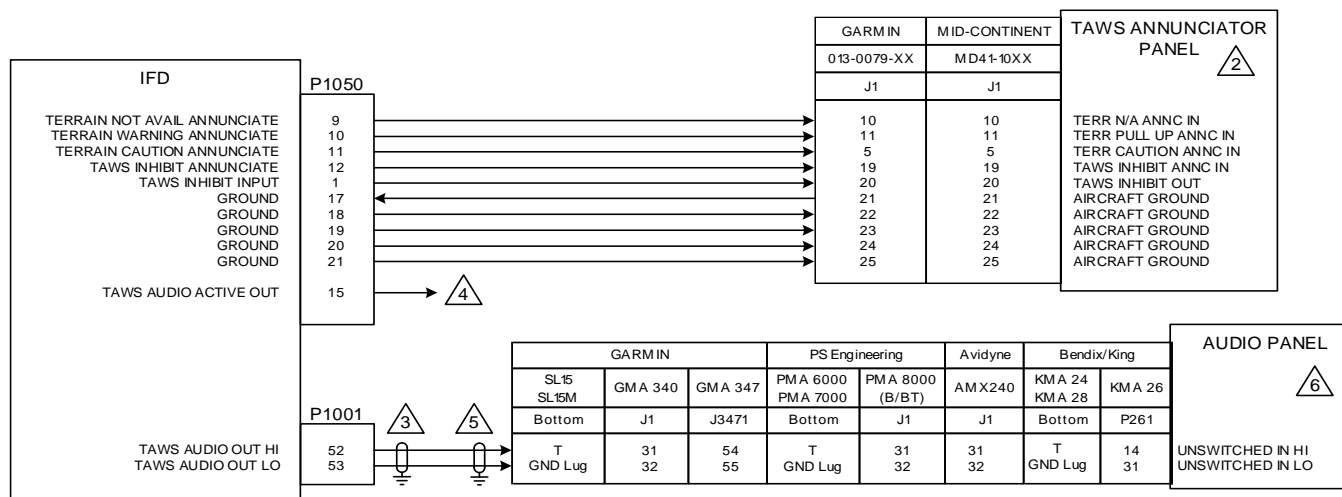 GARMIN MID-CONTINENT TAWS ANNUNCIATOR PANEL
013-0079-XX MD41-10XX 2
J1 J1
IFD P1050
TERRAIN NOT AVAIL ANNUNCIATE 9 10 10 TERR N/A ANNC IN
TERRAIN WARNING ANNUNCIATE 10 11 11 TERR PULL UP ANNC IN
TERRAIN CAUTION ANNUNCIATE 11 5 5 TERR CAUTION ANNC IN
TAWS INHIBIT ANNUNCIATE 12 19 19 TAWS INHIBIT ANNC IN
TAWS INHIBIT INPUT 1 20 20 TAWS INHIBIT OUT
GROUND 17 21 21 AIRCRAFT GROUND
GROUND 18 22 22 AIRCRAFT GROUND
GROUND 19 23 23 AIRCRAFT GROUND
GROUND 20 24 24 AIRCRAFT GROUND
GROUND 21 25 25 AIRCRAFT GROUND
TAWS AUDIO ACTIVE OUT 15 4
GARMIN PS Engineering Avidyne Bendix/King AUDIO PANEL
SL15 SL15M GMA 340 GMA 347 PMA 6000 PMA 7000 PMA 8000 (B/BT) AMX240 KMA 24 KMA 28 KMA 26 6
P1001 3 5 Bottom J1 J3471 Bottom J1 J1 Bottom P261
TAWS AUDIO OUT HI 52 T 31 54 T 31 31 T 14 UNSWITCHED IN HI
TAWS AUDIO OUT LO 53 GND Lug 32 55 GND Lug 32 32 GND Lug 31 UNSWITCHED IN LO